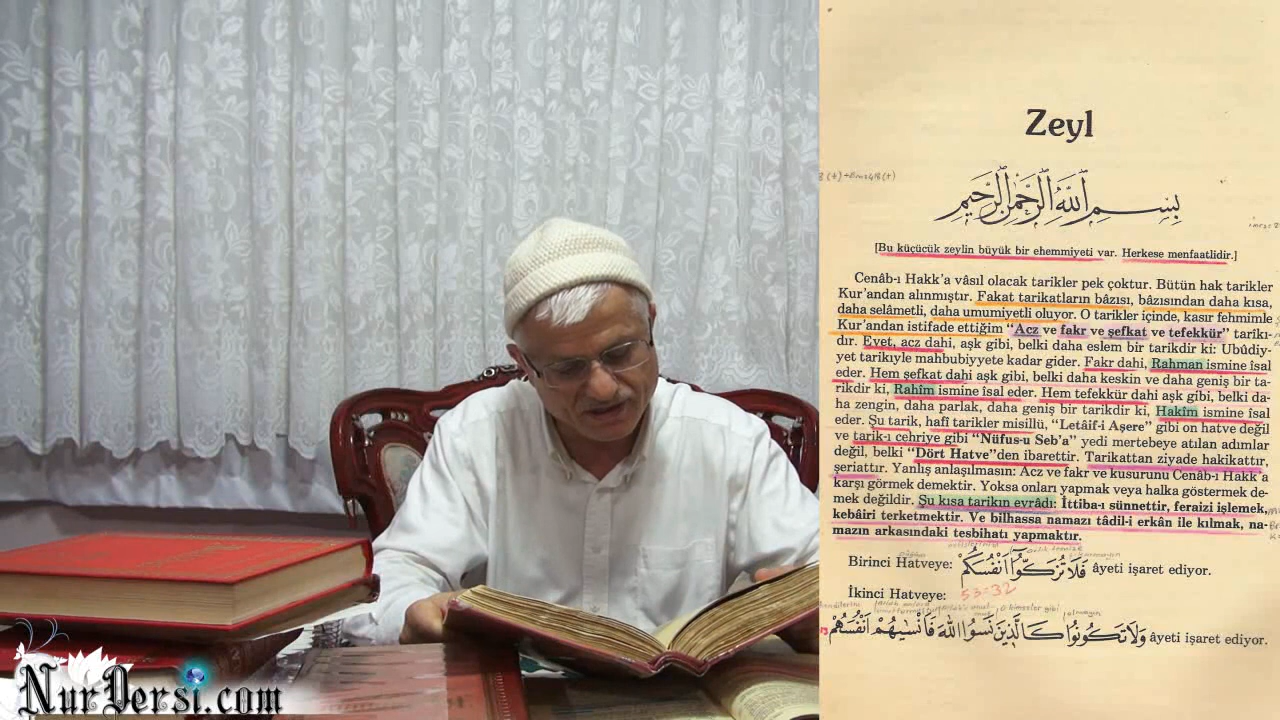 Zeyl
بِسْمِ اللّٰهِ الرَّحْمٰنِ الرَّحِيمِ
[Bu küçücük zeylin büyük bir ehemmiyeti var. Herkese menfaatlidir.]
Cenâb-ı Hakk'a vâsıl olacak tarikler pek çoktur. Bütün hak tarikler
Kur'andan alınmıştır. Fakat tarikatların bâzısı, bâzısından daha kısa,
daha selâmetli, daha umumiyetli oluyor. O tarikler içinde, kasır fehmimle
Kur'andan istifade ettiğim "Acz ve fakr ve şefkat ve tefekkür" tarikı-
dır. Evet, acz dahi, aşk gibi, belki daha eslem bir tarikdir ki: Ubûdiy-
yet tarikıyle mahbubiyyete kadar gider. Fakr dahi, Rahman ismine îsal
eder. Hem şefkat dahi aşk gibi, belki daha keskin ve daha geniş bir ta-
rikdir ki, Rahîm ismine îsal eder. Hem tefekkür dahi aşk gibi, belki da-
ha zengin, daha parlak, daha geniş bir tarikdir ki, Hakîm ismine îsal
eder. Şu tarik, hafî tarikler misillü, "Letâif-i Aşere" gibi on hatve değil
ve tarik-ı cehriye gibi "Nüfus-u Seb'a" yedi mertebeye atılan adımlar
değil, belki "Dört Hatve"den ibarettir. Tarikattan ziyade hakikattır,
şeriattır. Yanlış anlaşılmasın: Acz ve fakr ve kusurunu Cenâb-ı Hakk'a
karşı görmek demektir. Yoksa onları yapmak veya halka göstermek de-
mek değildir. Şu kısa tarikın evrâdı: İttiba-ı sünnettir, feraizi işlemek,
kebâiri terketmektir. Ve bilhassa namazı tâdil-i erkân ile kılmak, na-
mazın arkasındaki tesbihatı yapmaktır.
Birinci Hatveye: فَلَا تُزَكُّوا اَنْفُسَكُمْ âyeti işaret ediyor.
İkinci Hatveye: 53=32
وَلَا تَكُونُوا كَالَّذِينَ نَسُوا اللّٰهَ فَاَنْسٰيهُمْ اَنْفُسَهُمْ âyeti işaret ediyor.
NurDersi.com